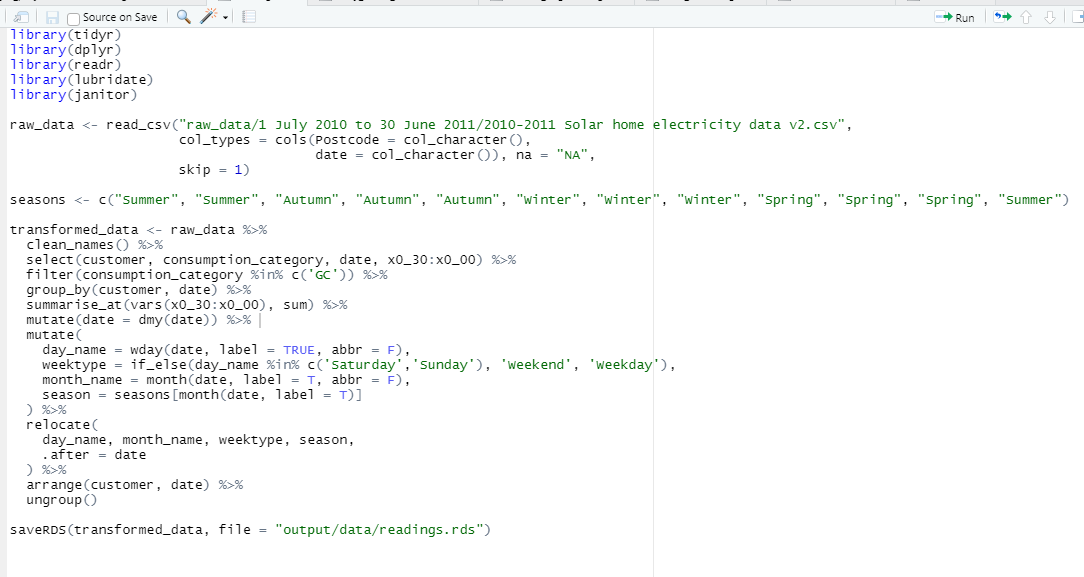 Source on Save
Run
library(tidyr)
library(dplyr)
library(readr)
library(lubridate)
library(janitor)
raw_data <- read_csv("raw_data/1 July 2010 to 30 June 2011/2010-2011 Solar home electricity data v2.csv",
                     col_types = cols(Postcode = col_character(),
                                      date = col_character()), na = "NA",
                     skip = 1)
seasons <- c("Summer", "Summer", "Autumn", "Autumn", "Autumn", "Winter", "Winter", "Winter", "Spring", "Spring", "Spring", "Summer")
transformed_data <- raw_data %>%
  clean_names() %>%
  select(customer, consumption_category, date, x0_30:x0_00) %>%
  filter(consumption_category %in% c('GC')) %>%
  group_by(customer, date) %>%
  summarise_at(vars(x0_30:x0_00), sum) %>%
  mutate(date = dmy(date)) %>%
  mutate(
    day_name = wday(date, label = TRUE, abbr = F),
    weektype = if_else(day_name %in% c('Saturday','Sunday'), 'Weekend', 'Weekday'),
    month_name = month(date, label = T, abbr = F),
    season = seasons[month(date, label = T)]
  ) %>%
  relocate(
    day_name, month_name, weektype, season,
    .after = date
  ) %>%
  arrange(customer, date) %>%
  ungroup()
saveRDS(transformed_data, file = "output/data/readings.rds")